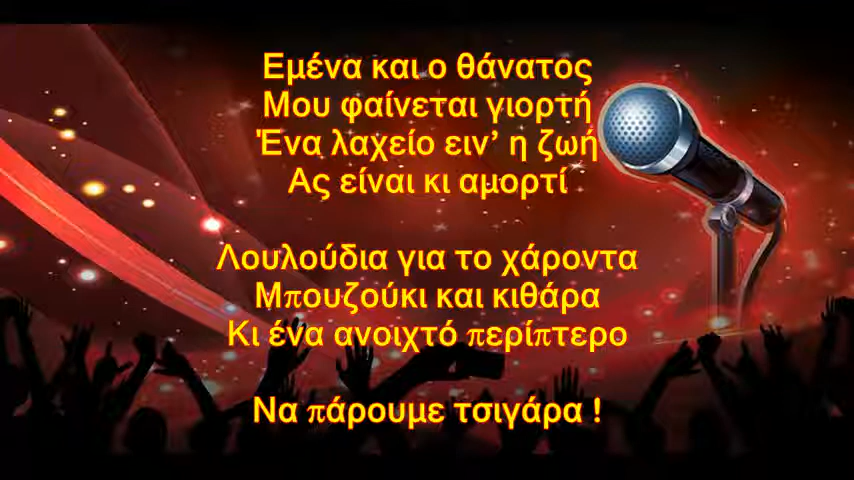 Εμένα και ο θάνατος
Μου φαίνεται γιορτή
Ένα λαχείο ειν’ η ζωή
Ας είναι κι αμορτί
Λουλούδια για το χάροντα
Μπουζούκι και κιθάρα
Κι ένα ανοιχτό περίπτερο
Να πάρουμε τσιγάρα !